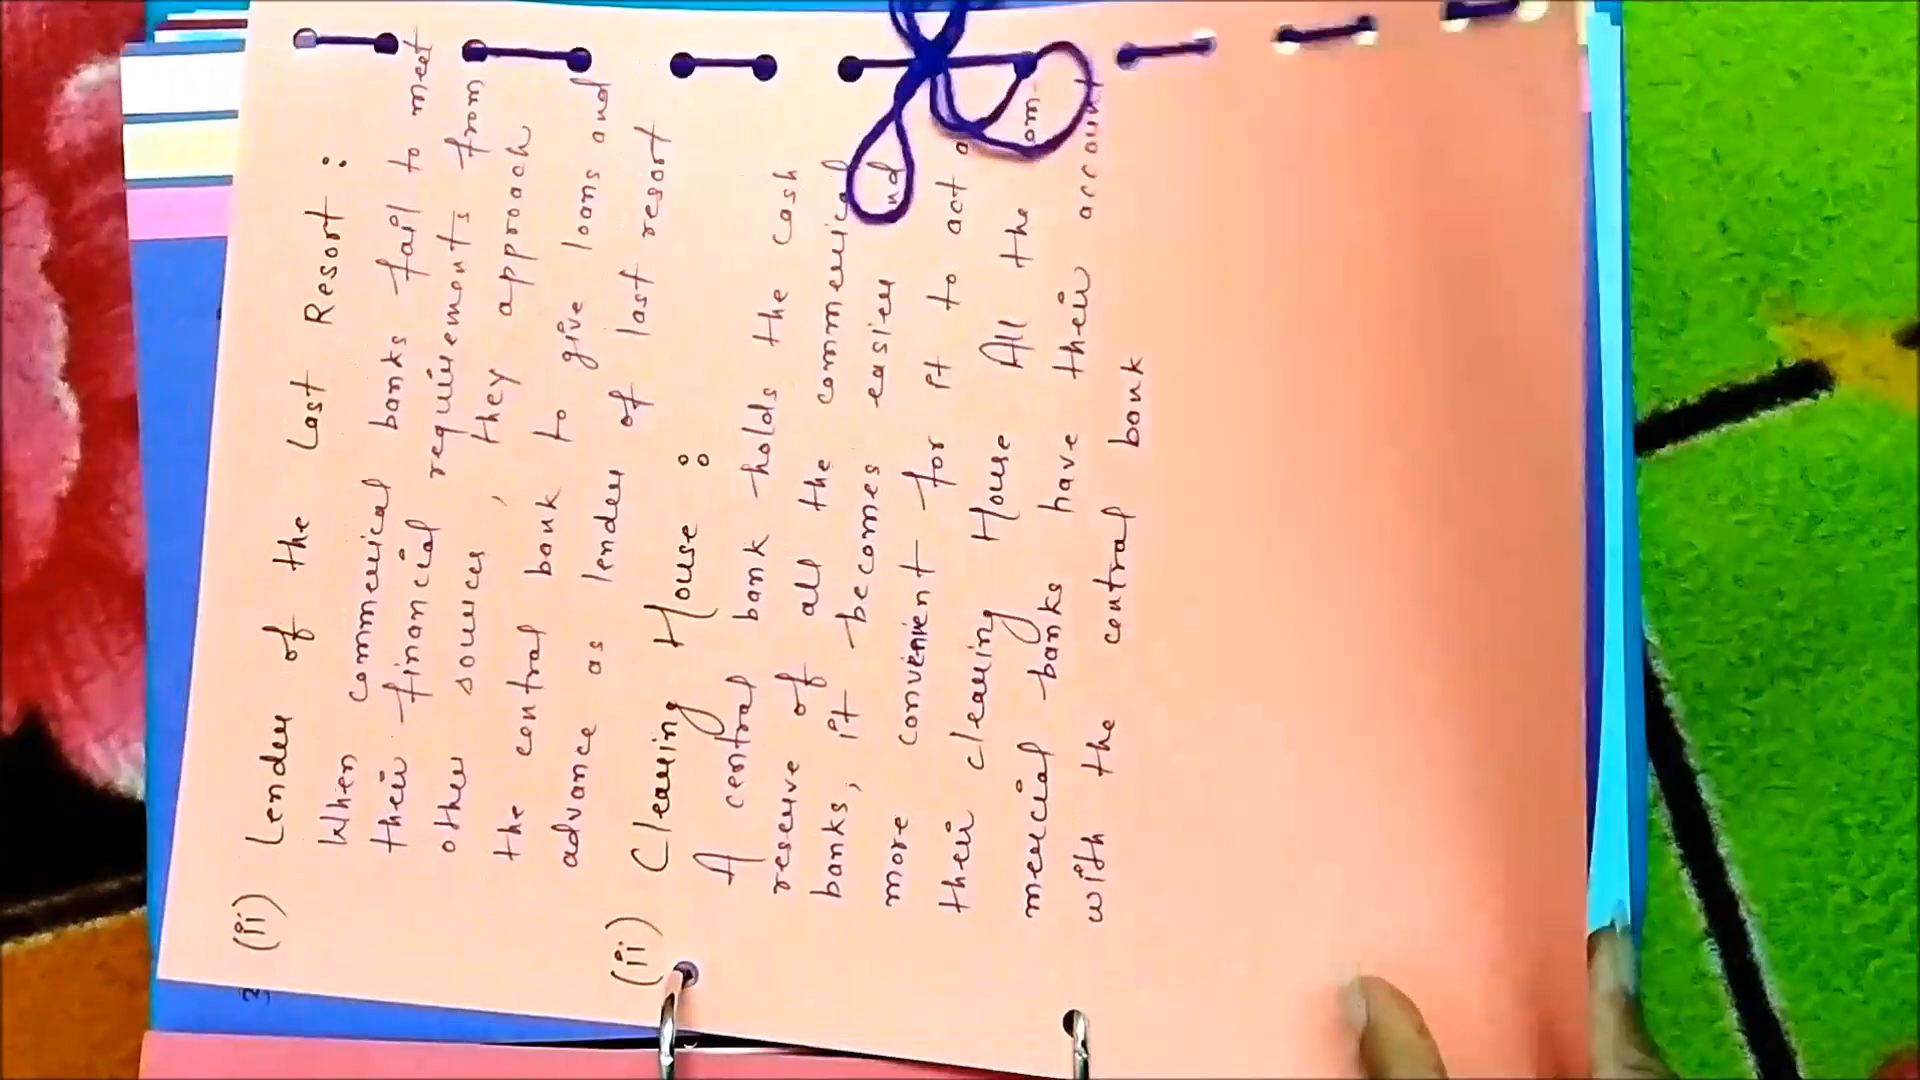 (ii) Lender of the Last Resort :
When commercial banks fail to meet
their financial requirements from
other sources, they approach
the central bank to give loans and
advance as lender of last resort
(ii) Clearing House :
A central bank holds the cash
reserve of all the commercial
banks, it becomes easier
more convenient for it to act
their clearing House All the
mercial banks have their account
with the central bank